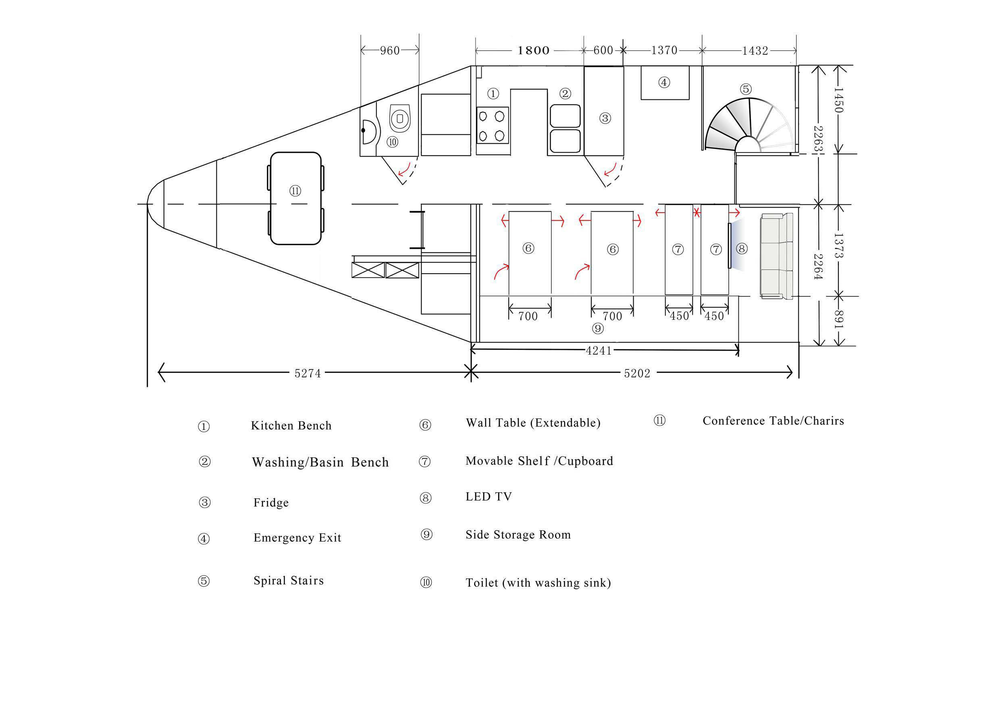 960
1800
600
1370
1432
①
②
③
④
⑤
⑩
⑪
1450
2263
⑥
⑥
⑦
⑦
⑧
1373
2264
700
700
450
450
891
⑨
4241
5274
5202
① Kitchen Bench
⑥ Wall Table (Extendable)
⑪ Conference Table/Charirs
② Washing/Basin Bench
⑦ Movable Shelf /Cupboard
③ Fridge
⑧ LED TV
④ Emergency Exit
⑨ Side Storage Room
⑤ Spiral Stairs
⑩ Toilet (with washing sink)